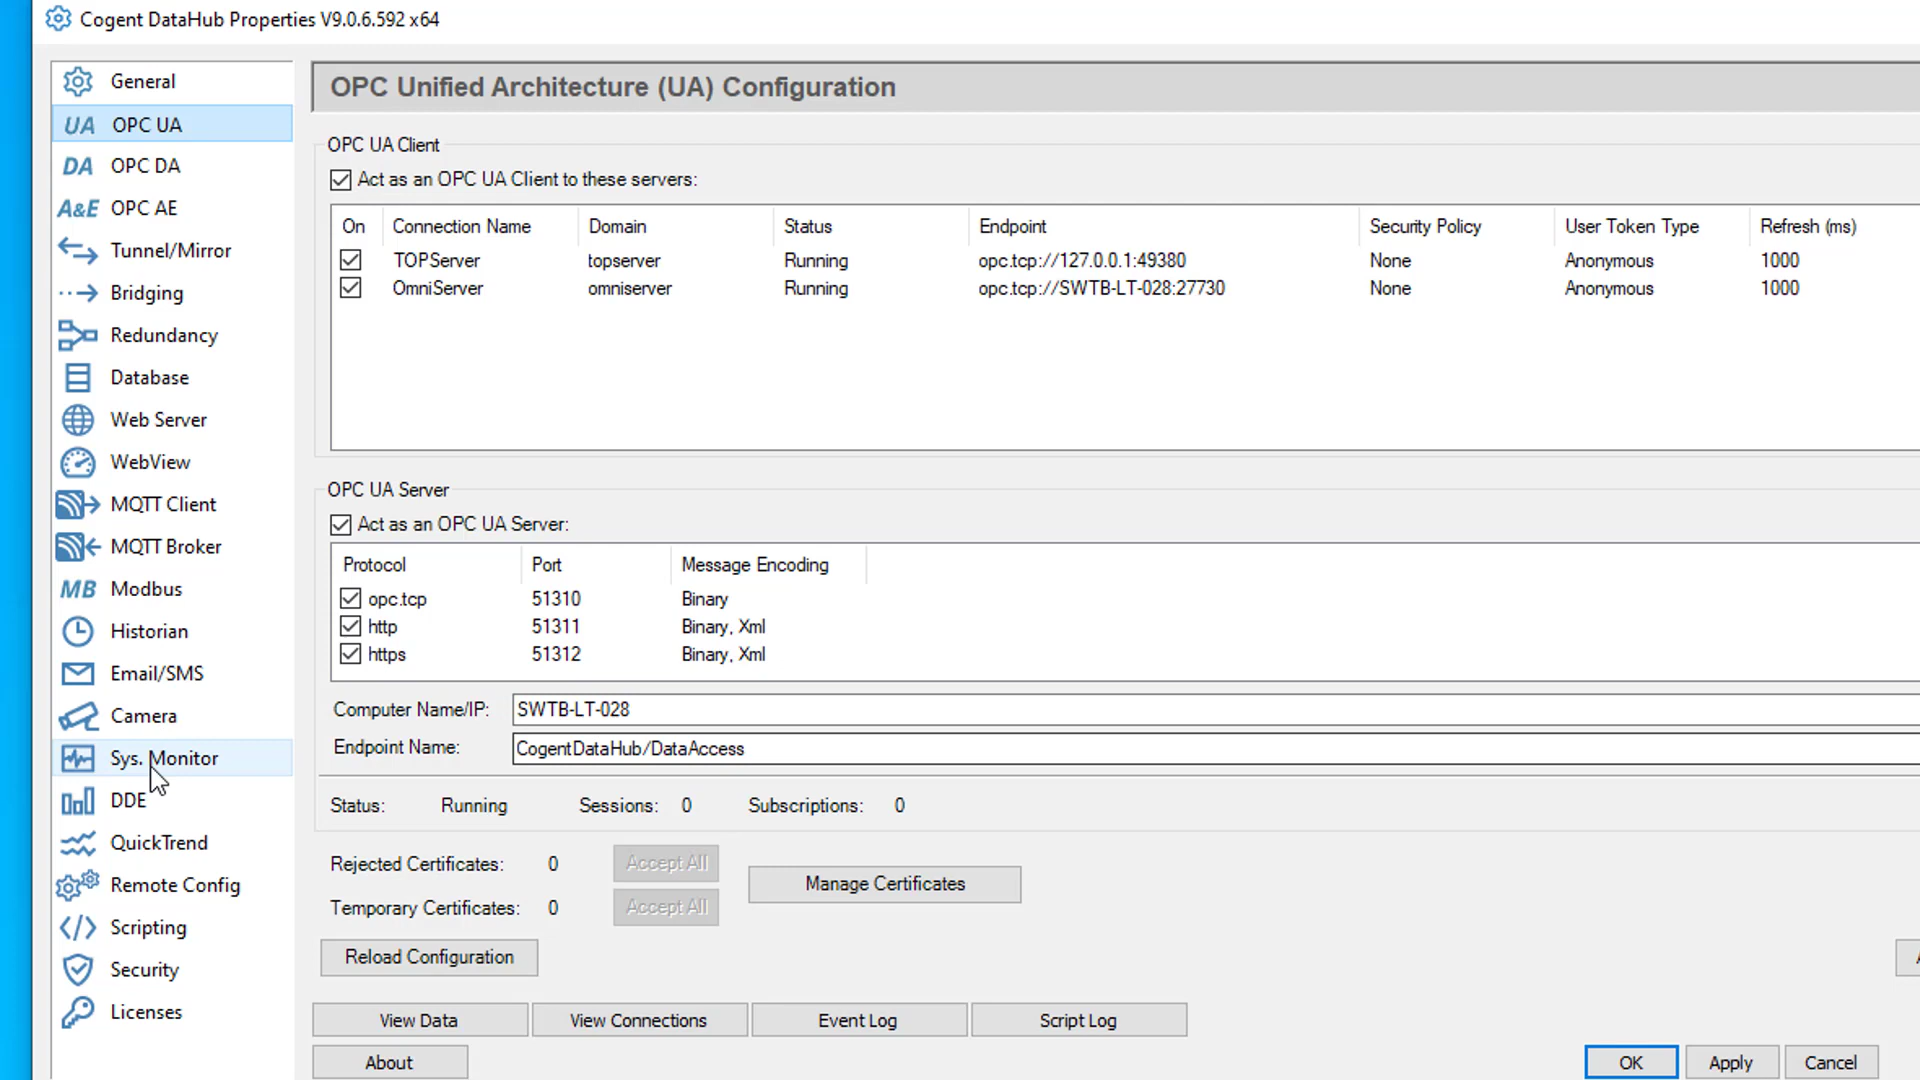 Cogent DataHub Properties V9.0.6.592 x64
General
UA OPC UA
DA OPC DA
A&E OPC AE
Tunnel/Mirror
Bridging
Redundancy
Database
Web Server
WebView
MQTT Client
MQTT Broker
MB Modbus
Historian
Email/SMS
Camera
Sys. Monitor
DDE
QuickTrend
Remote Config
Scripting
Security
Licenses
OPC Unified Architecture (UA) Configuration
OPC UA Client
Act as an OPC UA Client to these servers:
On Connection Name Domain Status Endpoint Security Policy User Token Type Refresh (ms)
TOPServer topserver Running opc.tcp://127.0.0.1:49380 None Anonymous 1000
OmniServer omniserver Running opc.tcp://SWTB-LT-028:27730 None Anonymous 1000
OPC UA Server
Act as an OPC UA Server:
Protocol Port Message Encoding
opc.tcp 51310 Binary
http 51311 Binary, Xml
https 51312 Binary, Xml
Computer Name/IP: SWTB-LT-028
Endpoint Name: CogentDataHub/DataAccess
Status: Running Sessions: 0 Subscriptions: 0
Rejected Certificates: 0 Accept All
Manage Certificates
Temporary Certificates: 0 Accept All
Reload Configuration
View Data View Connections Event Log Script Log
About OK Apply Cancel